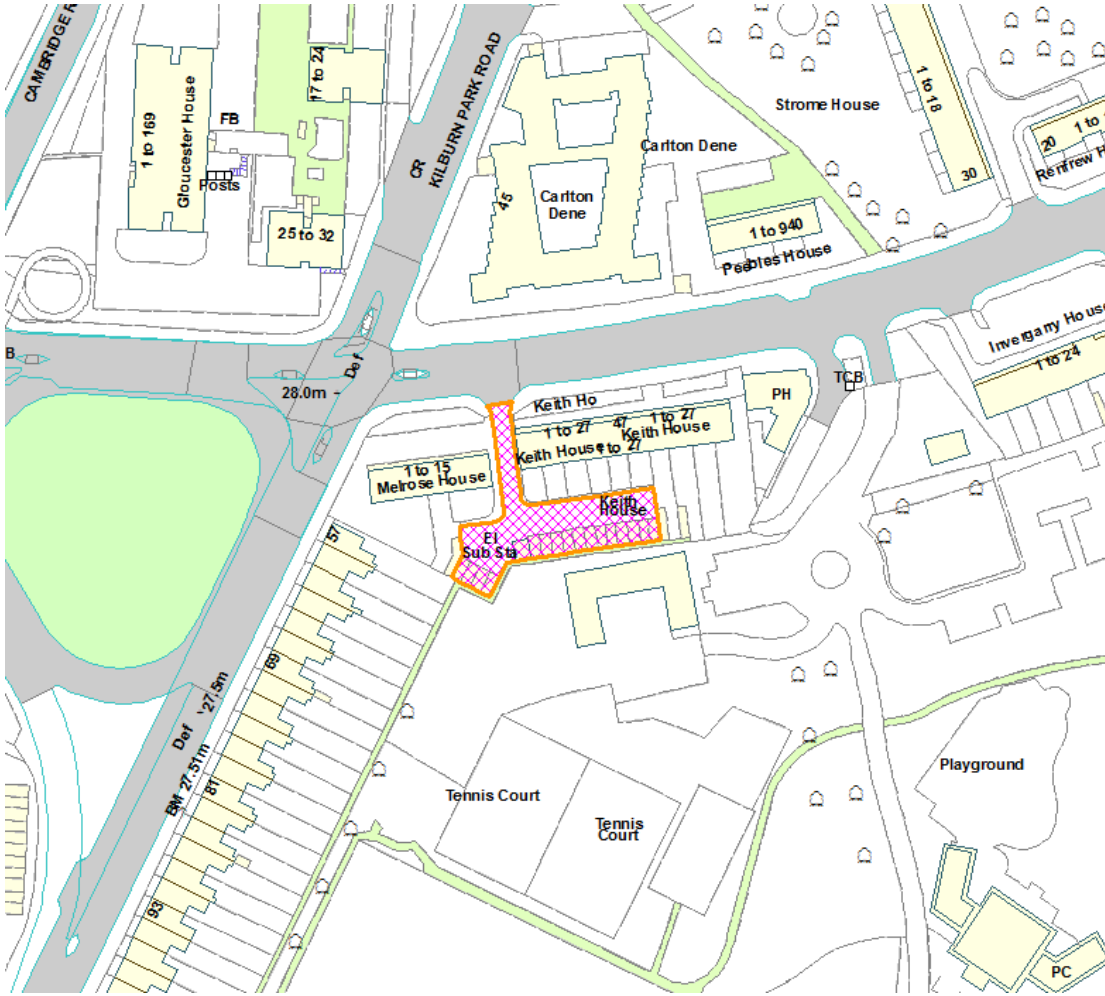 CAMBRIDGE R
CR
KILBURN PARK ROAD
1 to 169
Gloucester House
FB
Posts
17 to 24
25 to 32
45
Carlton
Dene
Carlton Dene
Strome House
1 to 18
30
20
1 to 1
Renfrew H
1 to 940
Peebles House
Invergarry House
1 to 24
B
28.0m
Def
TCB
PH
Keith Ho
1 to 27
47
1 to 27
Keith House
Keith House
1 to 27
1 to 15
Melrose House
Keith
House
El
Sub Sta
57
69
Def
27.5m
BM 27.51m
81
93
Tennis Court
Tennis
Court
Playground
PC